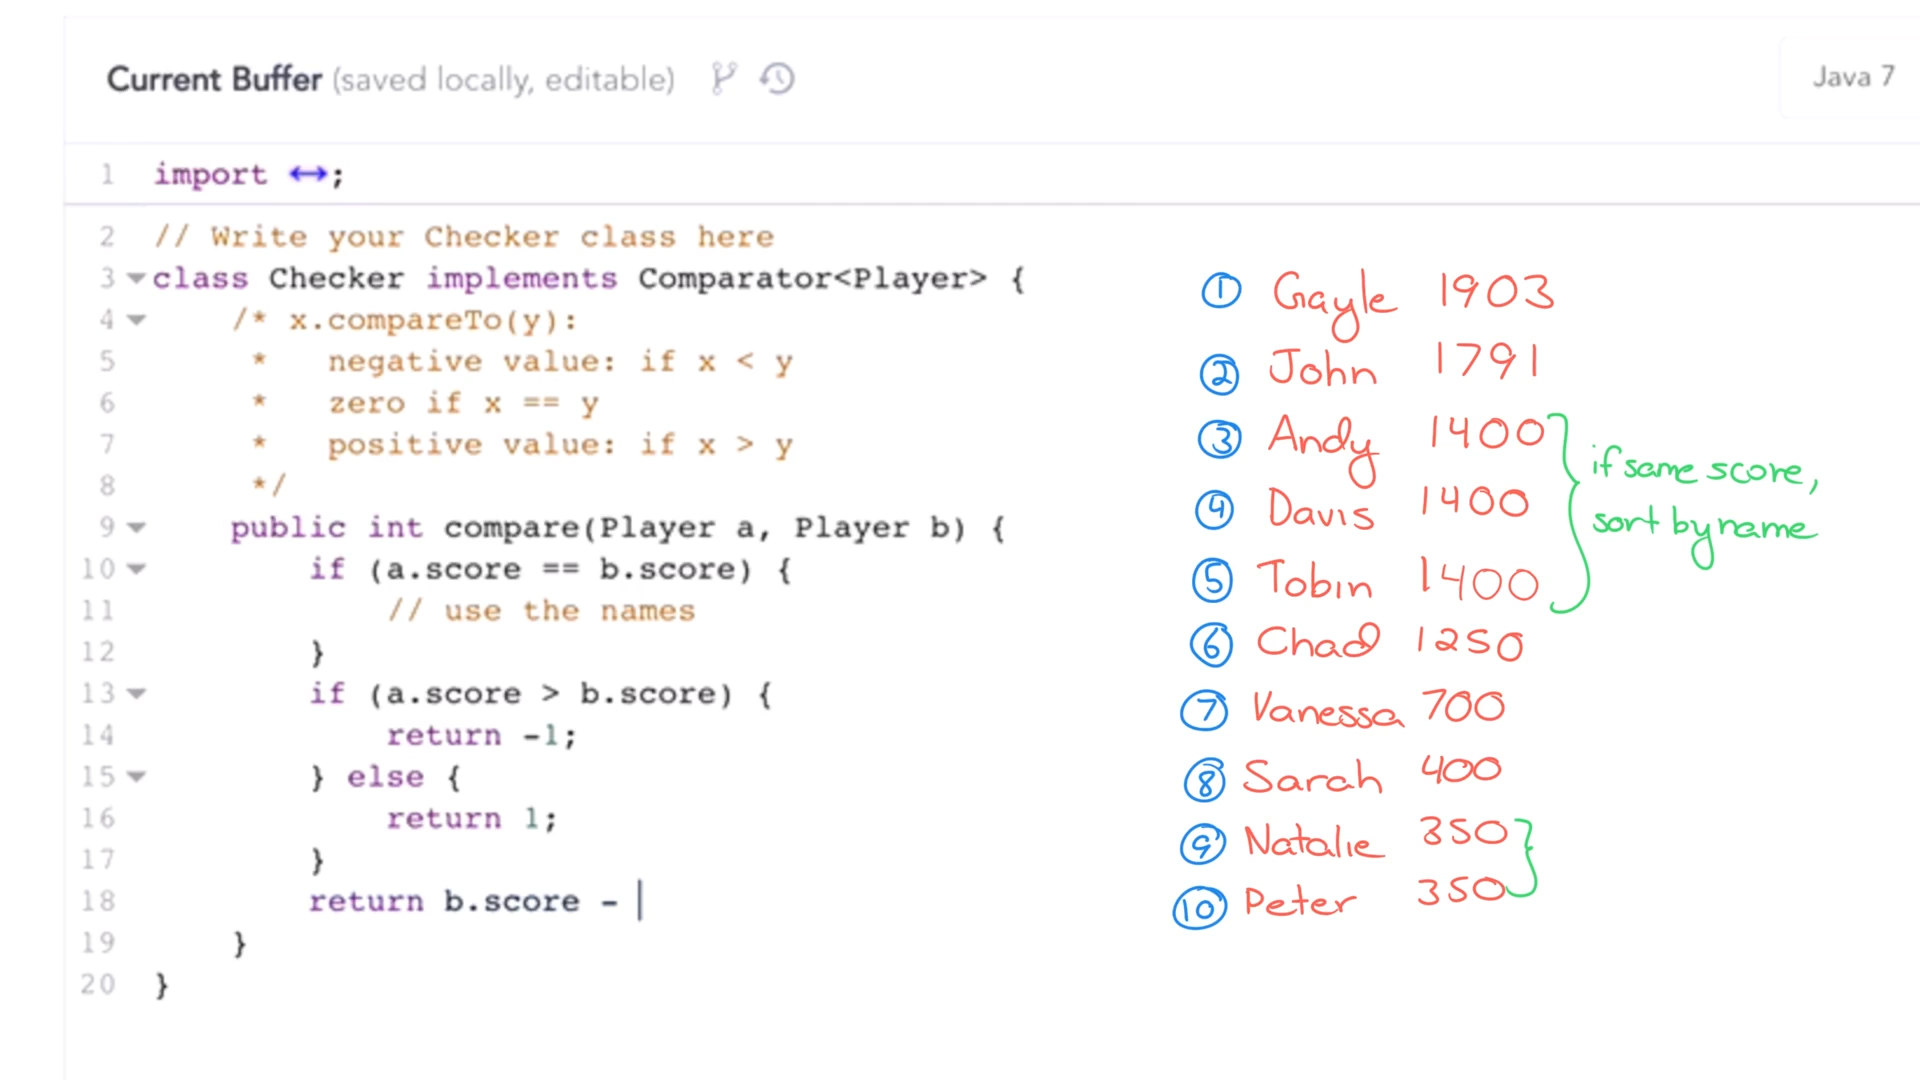 Current Buffer (saved locally, editable)
Java 7
1 import ↔;
2 // Write your Checker class here
3 class Checker implements Comparator<Player> {
4 /* x.compareTo(y):
5 * negative value: if x < y
6 * zero if x == y
7 * positive value: if x > y
8 */
9 public int compare(Player a, Player b) {
10 if (a.score == b.score) {
11 // use the names
12 }
13 if (a.score > b.score) {
14 return -1;
15 } else {
16 return 1;
17 }
18 return b.score -
19 }
20 }
1 Gayle 1903
2 John 1791
3 Andy 1400
4 Davis 1400
5 Tobin 1400
6 Chad 1250
7 Vanessa 700
8 Sarah 400
9 Natalie 350
10 Peter 350
if same score,
sort by name